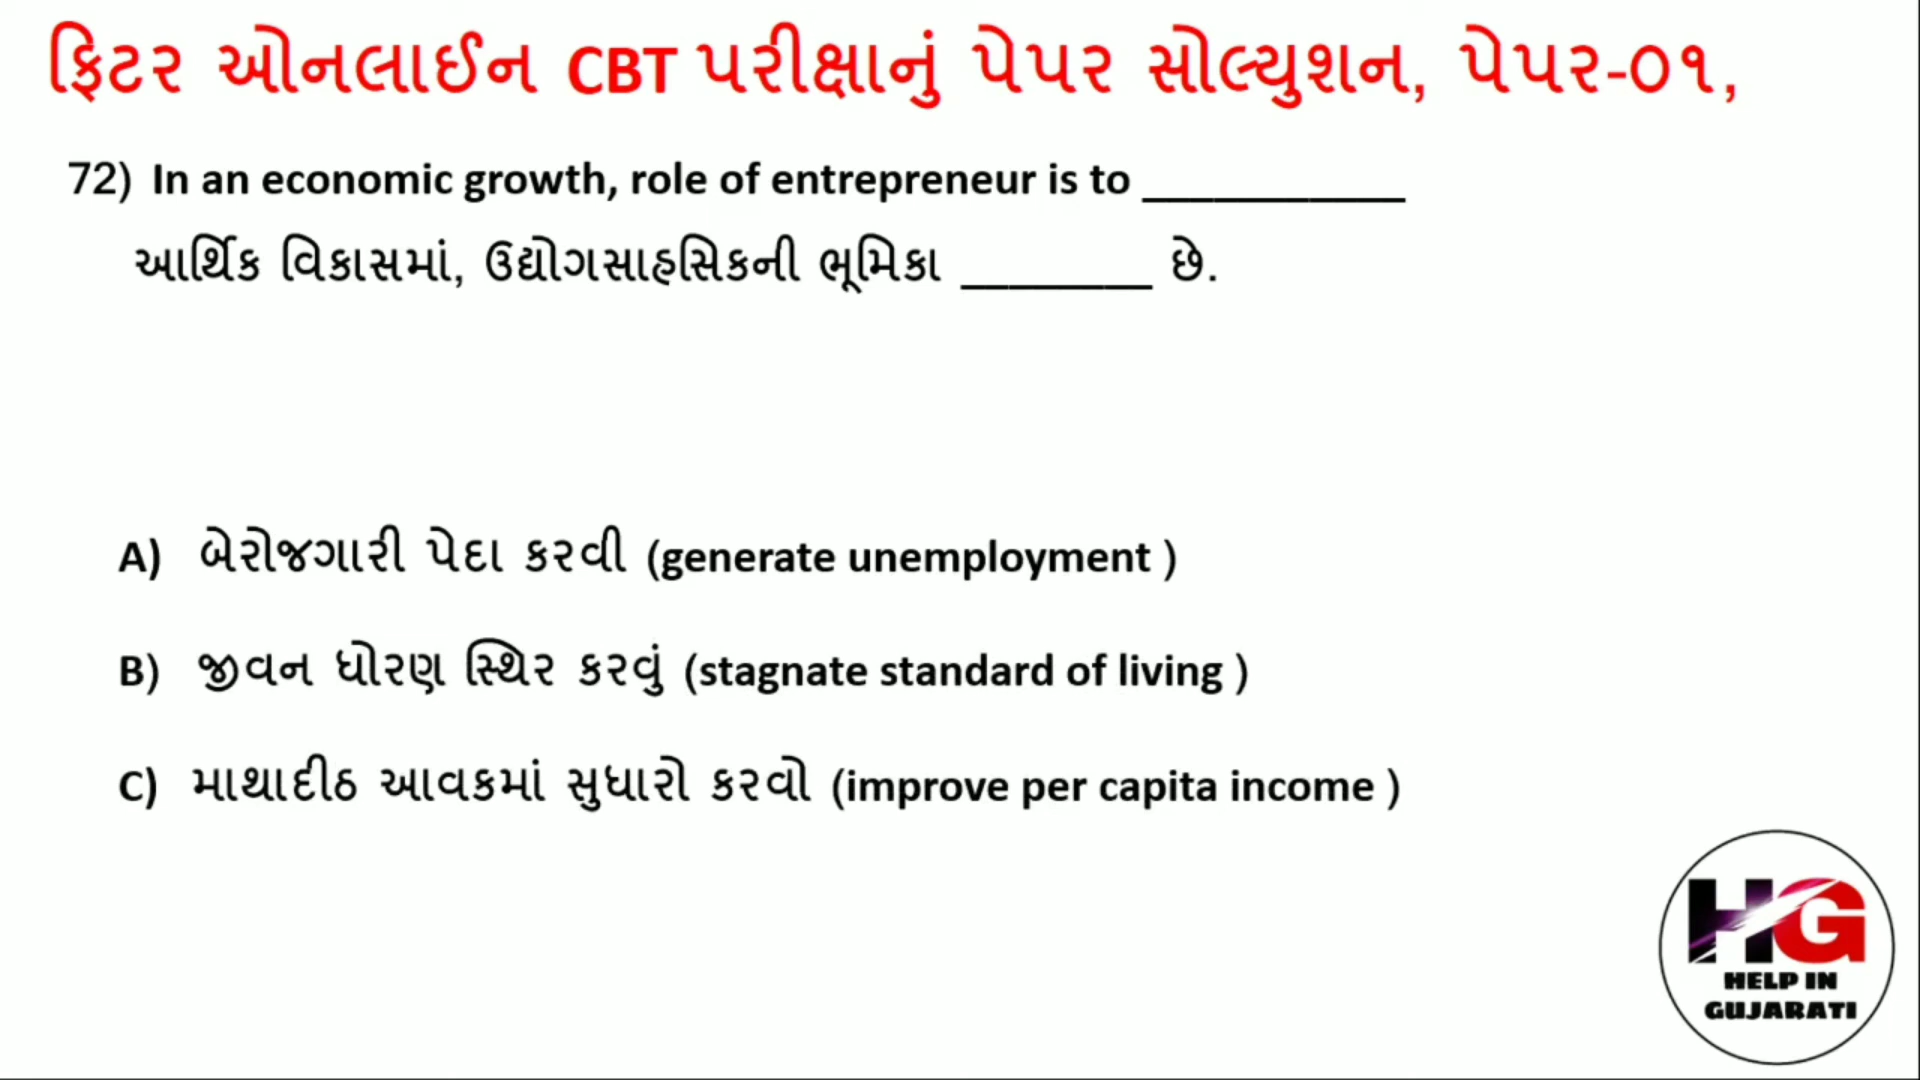 ફિટર ઓનલાઈન CBT પરીક્ષાનું પેપર સોલ્યુશન, પેપર-૦૧,
72) In an economic growth, role of entrepreneur is to ___________
આર્થિક વિકાસમાં, ઉદ્યોગસાહસિકની ભૂમિકા ________ છે.
A) બેરોજગારી પેદા કરવી (generate unemployment )
B) જીવન ધોરણ સ્થિર કરવું (stagnate standard of living )
C) માથાદીઠ આવકમાં સુધારો કરવો (improve per capita income )
HG
HELP IN
GUJARATI